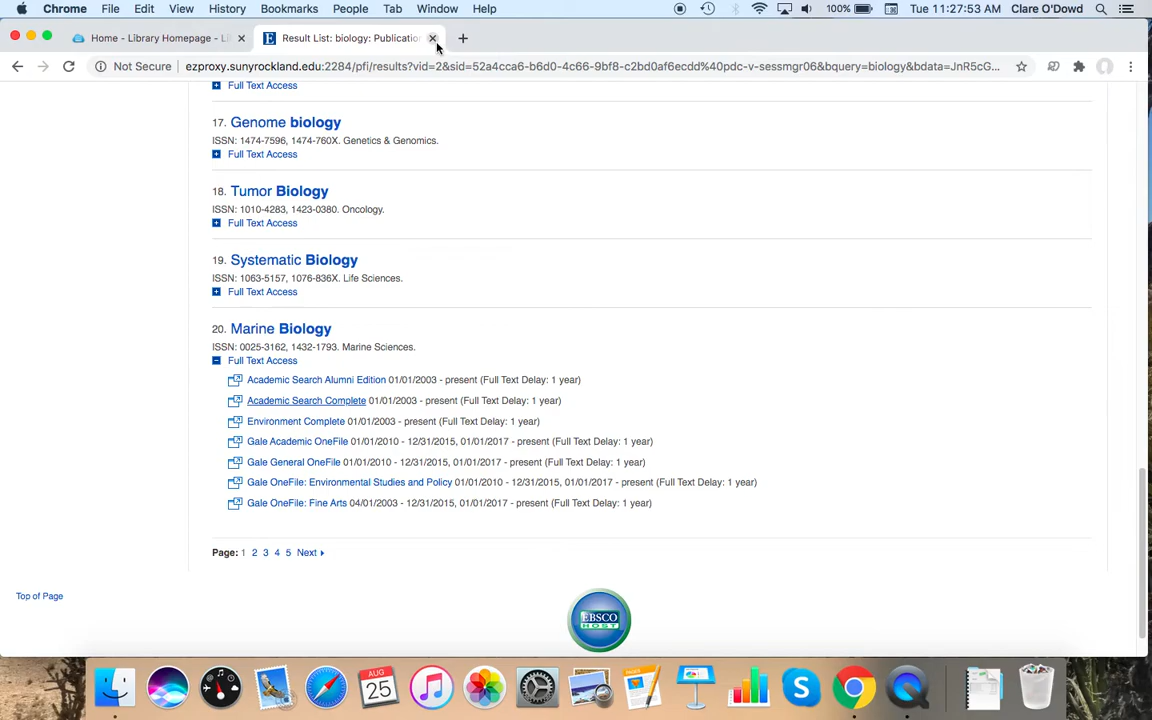 Chrome File Edit View History Bookmarks People Tab Window Help 100% Tue 11:27:53 AM Clare O'Dowd
Home - Library Homepage - Li
Result List: biology: Publicatio
Not Secure ezproxy.sunyrockland.edu:2284/pfi/results?vid=2&sid=52a4cca6-b6d0-4c66-9bf8-c2bd0af6ecdd%40pdc-v-sessmgr06&bquery=biology&bdata=JnR5cG...
Full Text Access
17. Genome biology
ISSN: 1474-7596, 1474-760X. Genetics & Genomics.
Full Text Access
18. Tumor Biology
ISSN: 1010-4283, 1423-0380. Oncology.
Full Text Access
19. Systematic Biology
ISSN: 1063-5157, 1076-836X. Life Sciences.
Full Text Access
20. Marine Biology
ISSN: 0025-3162, 1432-1793. Marine Sciences.
Full Text Access
Academic Search Alumni Edition 01/01/2003 - present (Full Text Delay: 1 year)
Academic Search Complete 01/01/2003 - present (Full Text Delay: 1 year)
Environment Complete 01/01/2003 - present (Full Text Delay: 1 year)
Gale Academic OneFile 01/01/2010 - 12/31/2015, 01/01/2017 - present (Full Text Delay: 1 year)
Gale General OneFile 01/01/2010 - 12/31/2015, 01/01/2017 - present (Full Text Delay: 1 year)
Gale OneFile: Environmental Studies and Policy 01/01/2010 - 12/31/2015, 01/01/2017 - present (Full Text Delay: 1 year)
Gale OneFile: Fine Arts 04/01/2003 - 12/31/2015, 01/01/2017 - present (Full Text Delay: 1 year)
Page: 1 2 3 4 5 Next
Top of Page
EBSCO
HOST
AUG
25